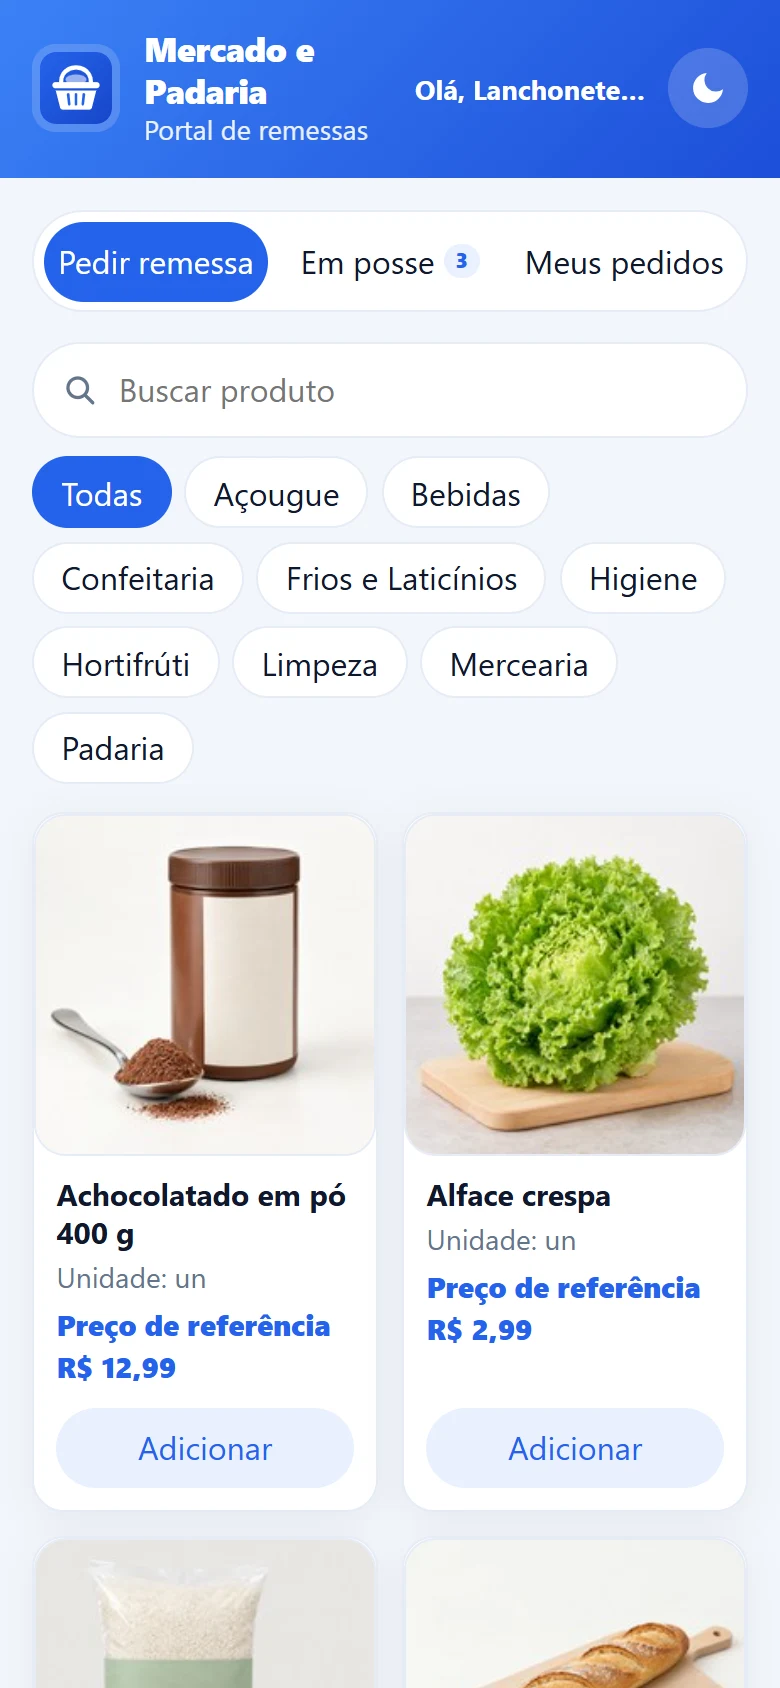 Mercado e
Padaria
Portal de remessas
Olá, Lanchonete...
Pedir remessa
Em posse 3
Meus pedidos
Buscar produto
Todas
Açougue
Bebidas
Confeitaria
Frios e Laticínios
Higiene
Hortifrúti
Limpeza
Mercearia
Padaria
Achocolatado em pó
400 g
Unidade: un
Preço de referência
R$ 12,99
Adicionar
Alface crespa
Unidade: un
Preço de referência
R$ 2,99
Adicionar